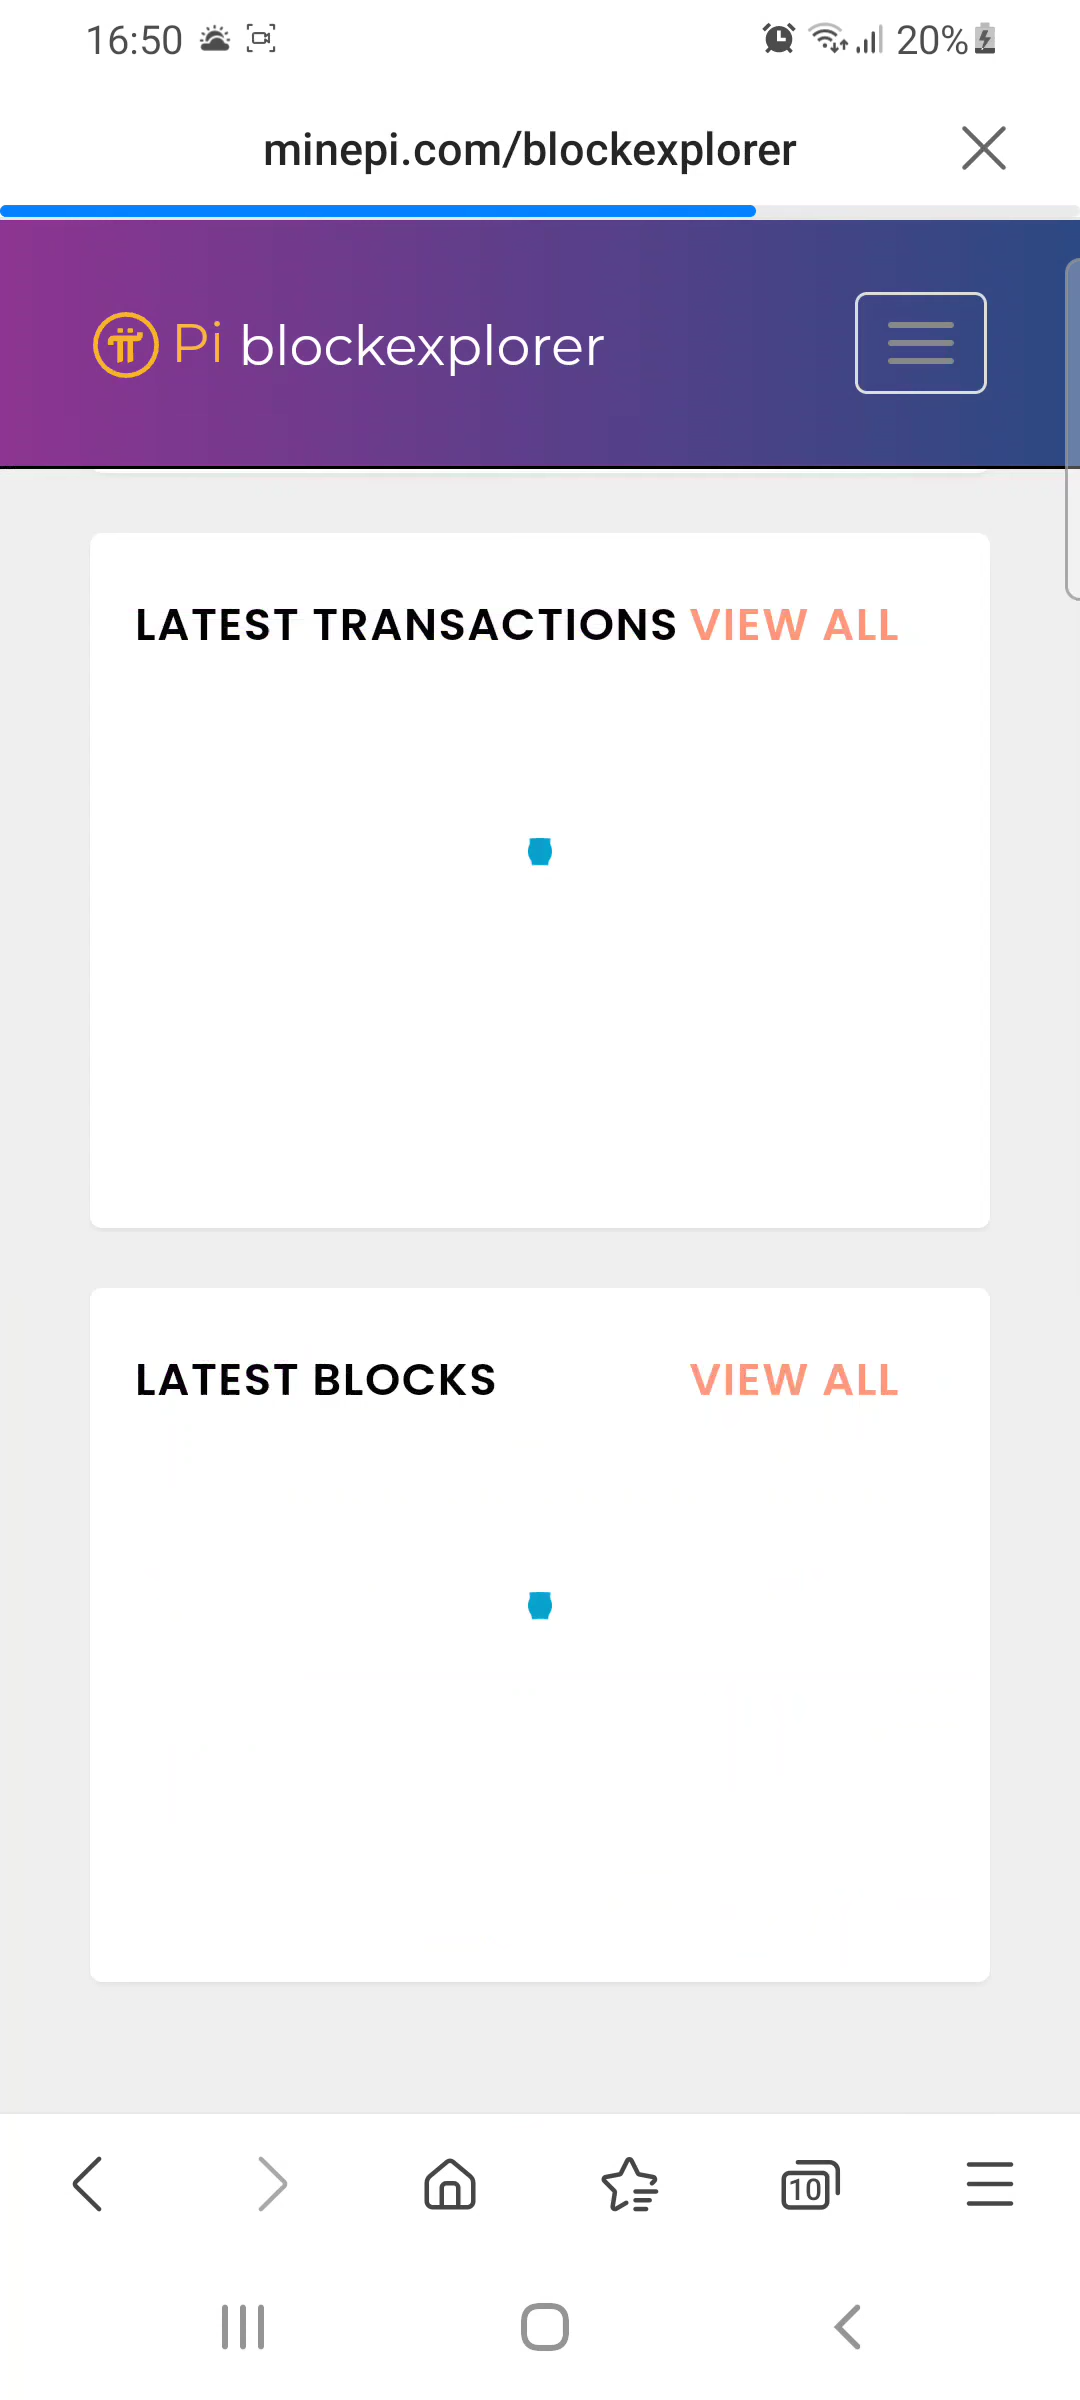 16:50 20%
minepi.com/blockexplorer
Pi blockexplorer
LATEST TRANSACTIONS VIEW ALL
LATEST BLOCKS VIEW ALL
10